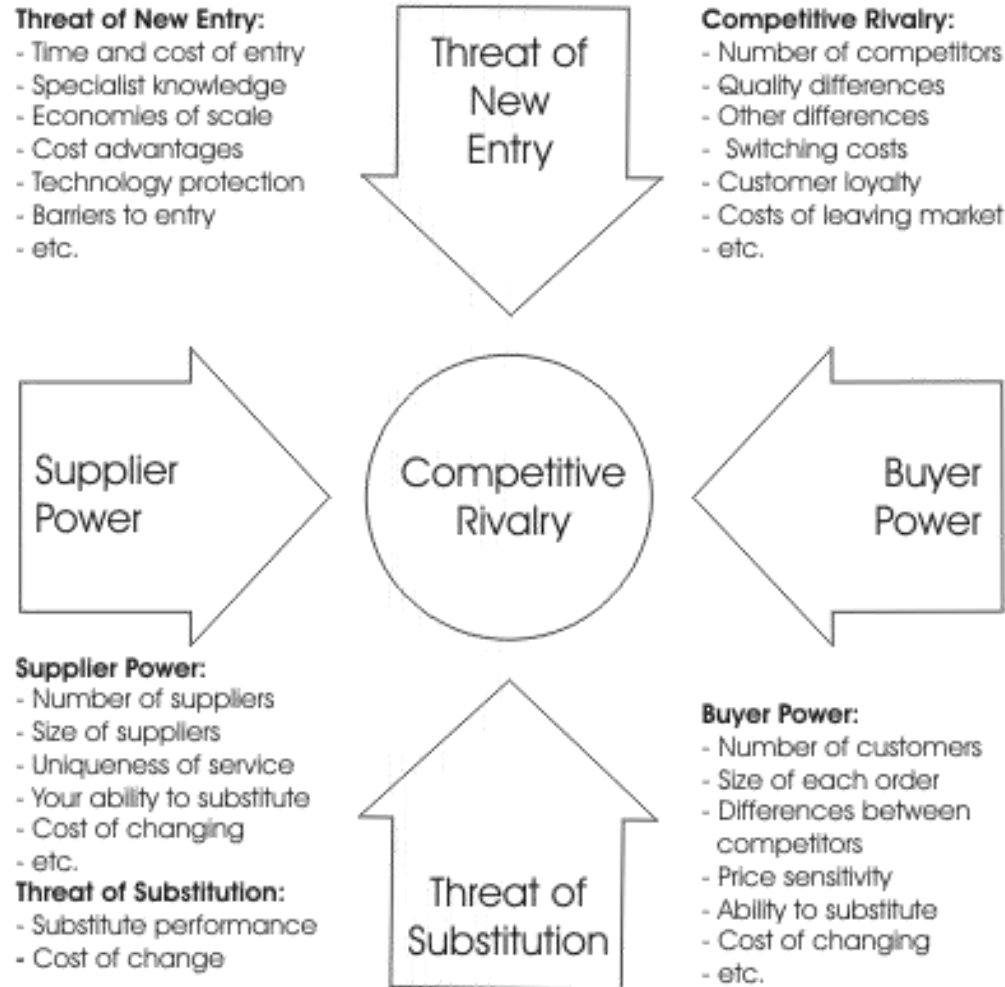 Threat of New Entry:
- Time and cost of entry
- Specialist knowledge
- Economies of scale
- Cost advantages
- Technology protection
- Barriers to entry
- etc.
Threat of
New
Entry
Competitive Rivalry:
- Number of competitors
- Quality differences
- Other differences
- Switching costs
- Customer loyalty
- Costs of leaving market
- etc.
Supplier
Power
Competitive
Rivalry
Buyer
Power
Supplier Power:
- Number of suppliers
- Size of suppliers
- Uniqueness of service
- Your ability to substitute
- Cost of changing
- etc.
Threat of Substitution:
- Substitute performance
- Cost of change
Threat of
Substitution
Buyer Power:
- Number of customers
- Size of each order
- Differences between
competitors
- Price sensitivity
- Ability to substitute
- Cost of changing
- etc.